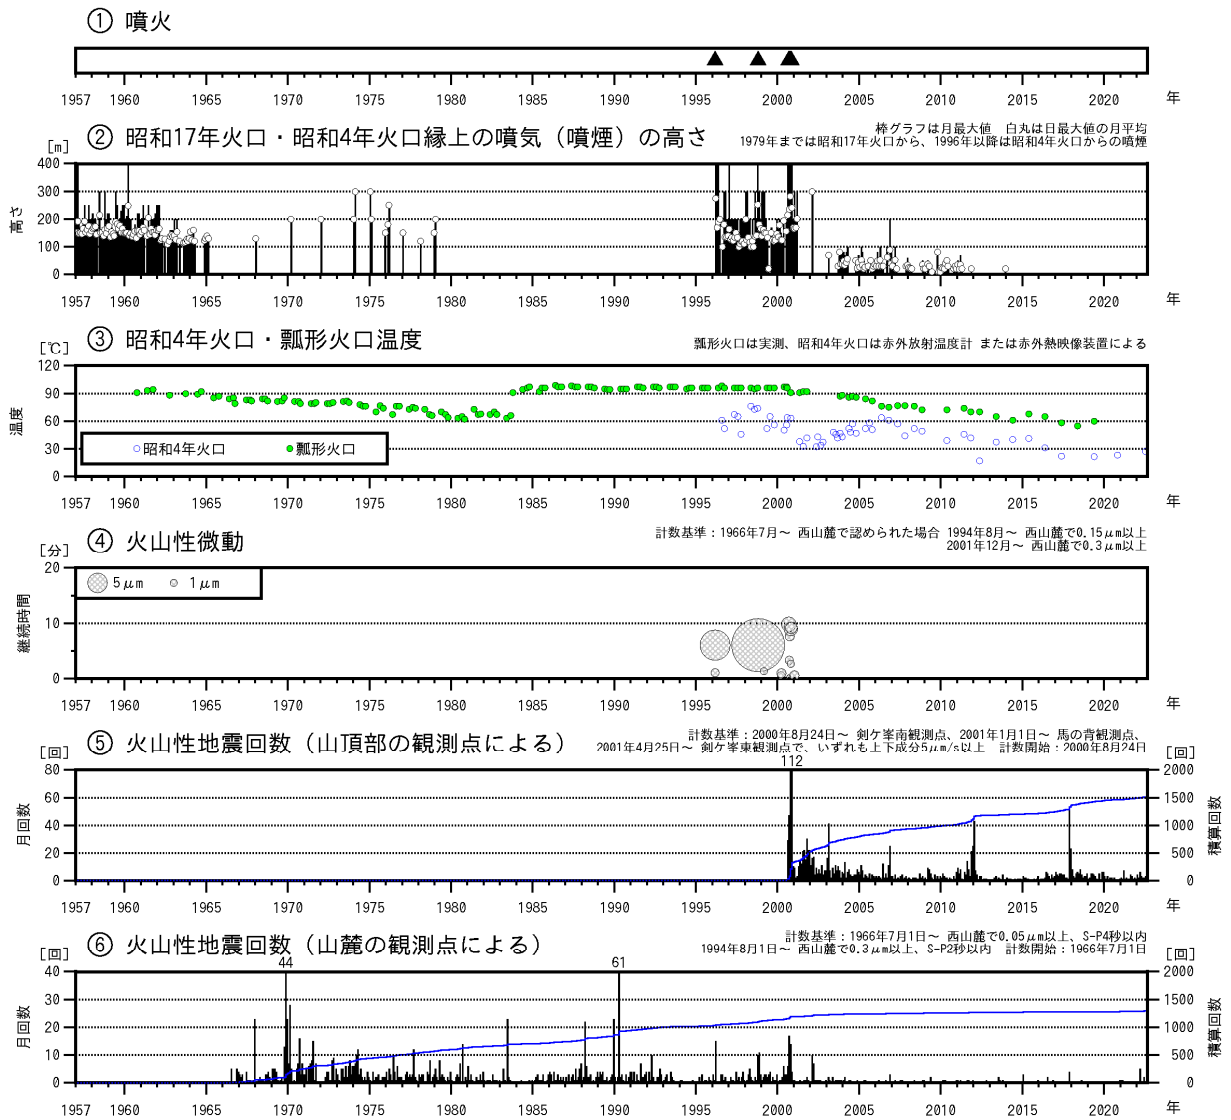 ① 噴火
1957 1960 1965 1970 1975 1980 1985 1990 1995 2000 2005 2010 2015 2020 年
② 昭和17年火口・昭和4年火口縁上の噴気（噴煙）の高さ
棒グラフは月最大値　白丸は日最大値の月平均
1979年までは昭和17年火口から、1996年以降は昭和4年火口からの噴煙
[m]
400
300
200
100
0
高さ
1957 1960 1965 1970 1975 1980 1985 1990 1995 2000 2005 2010 2015 2020 年
③ 昭和4年火口・瓢形火口温度
瓢形火口は実測、昭和4年火口は赤外放射温度計 または赤外熱映像装置による
[℃]
120
90
60
30
0
温度
昭和4年火口 瓢形火口
1957 1960 1965 1970 1975 1980 1985 1990 1995 2000 2005 2010 2015 2020 年
④ 火山性微動
計数基準：1966年7月～ 西山麓で認められた場合 1994年8月～ 西山麓で0.15μm以上
2001年12月～ 西山麓で0.3μm以上
[分]
20
10
0
継続時間
5μm 1μm
1957 1960 1965 1970 1975 1980 1985 1990 1995 2000 2005 2010 2015 2020 年
⑤ 火山性地震回数（山頂部の観測点による）
計数基準：2000年8月24日～ 剣ケ峯南観測点、2001年1月1日～ 馬の背観測点、
2001年4月25日～ 剣ケ峯東観測点で、いずれも上下成分5μm/s以上　計数開始：2000年8月24日
[回]
80
60
40
20
0
月回数
112
[回]
2000
1500
1000
500
0
積算回数
1957 1960 1965 1970 1975 1980 1985 1990 1995 2000 2005 2010 2015 2020 年
⑥ 火山性地震回数（山麓の観測点による）
計数基準：1966年7月1日～ 西山麓で0.05μm以上、S-P4秒以内
1994年8月1日～ 西山麓で0.3μm以上、S-P2秒以内　計数開始：1966年7月1日
[回]
40
30
20
10
0
月回数
44 61
[回]
2000
1500
1000
500
0
積算回数
1957 1960 1965 1970 1975 1980 1985 1990 1995 2000 2005 2010 2015 2020 年